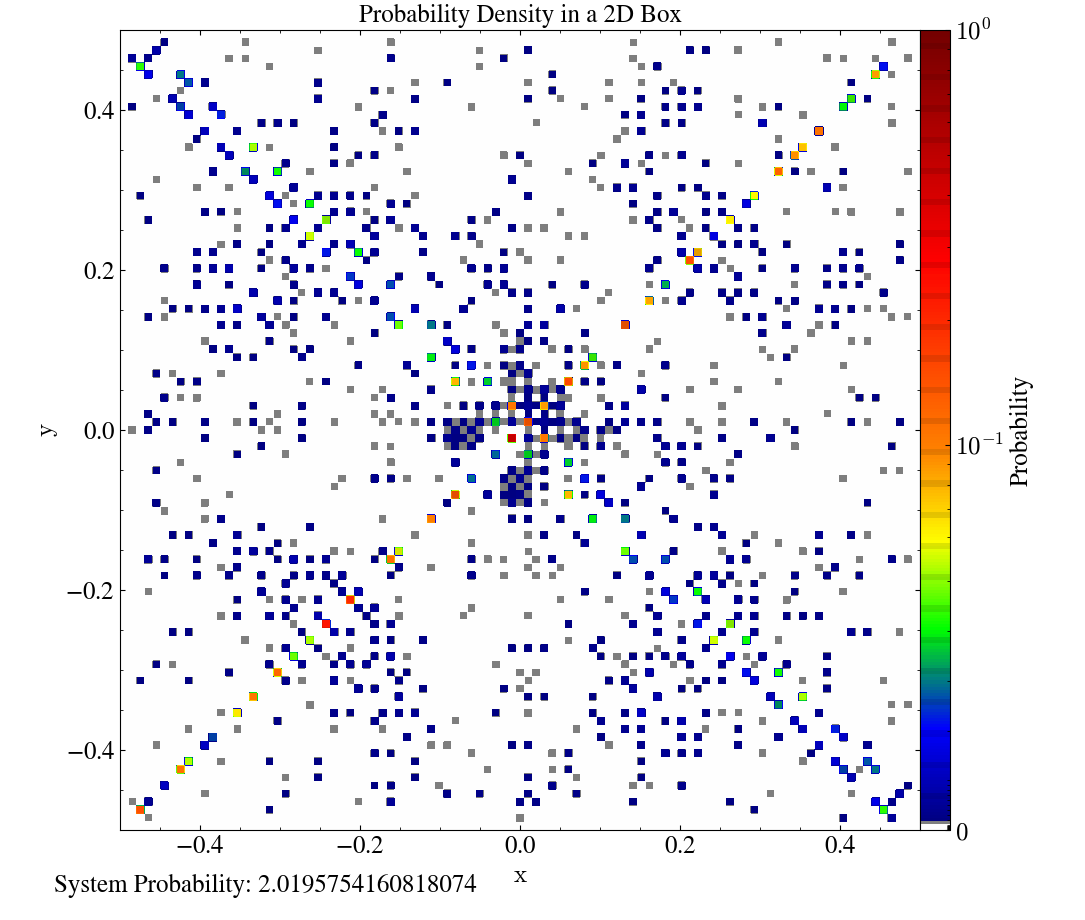 Probability Density in a 2D Box
10^0
0.4
0.2
0.0
−0.2
−0.4
y
10^−1
Probability
0
−0.4 −0.2 0.0 0.2 0.4
x
System Probability: 2.0195754160818074